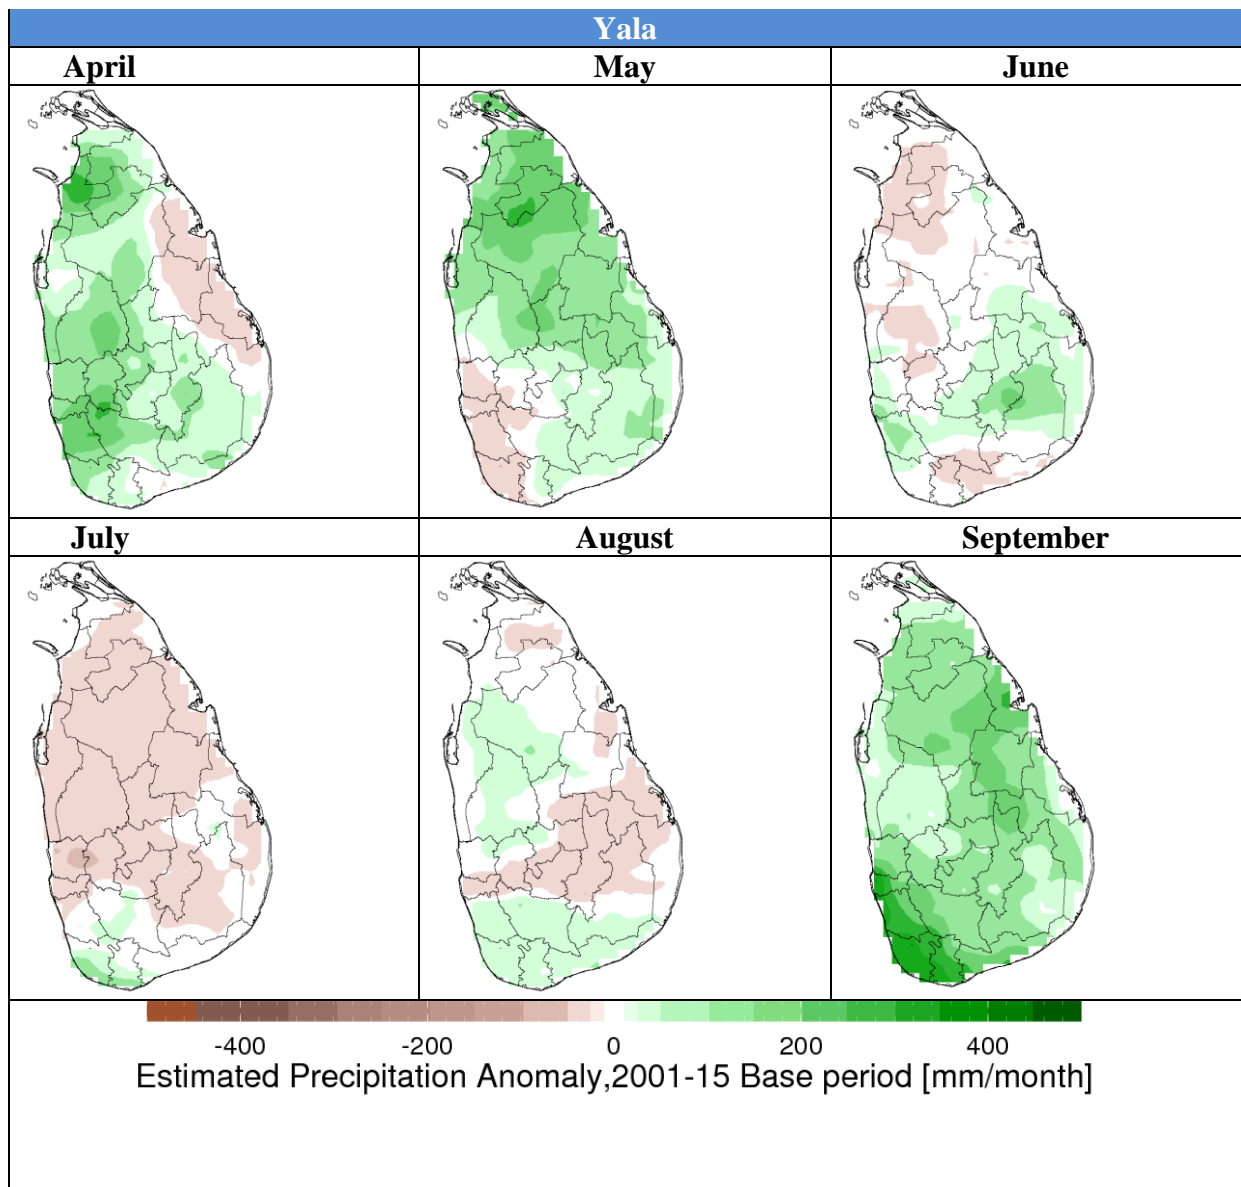 Yala
April
May
June
July
August
September
-400 -200 0 200 400
Estimated Precipitation Anomaly,2001-15 Base period [mm/month]